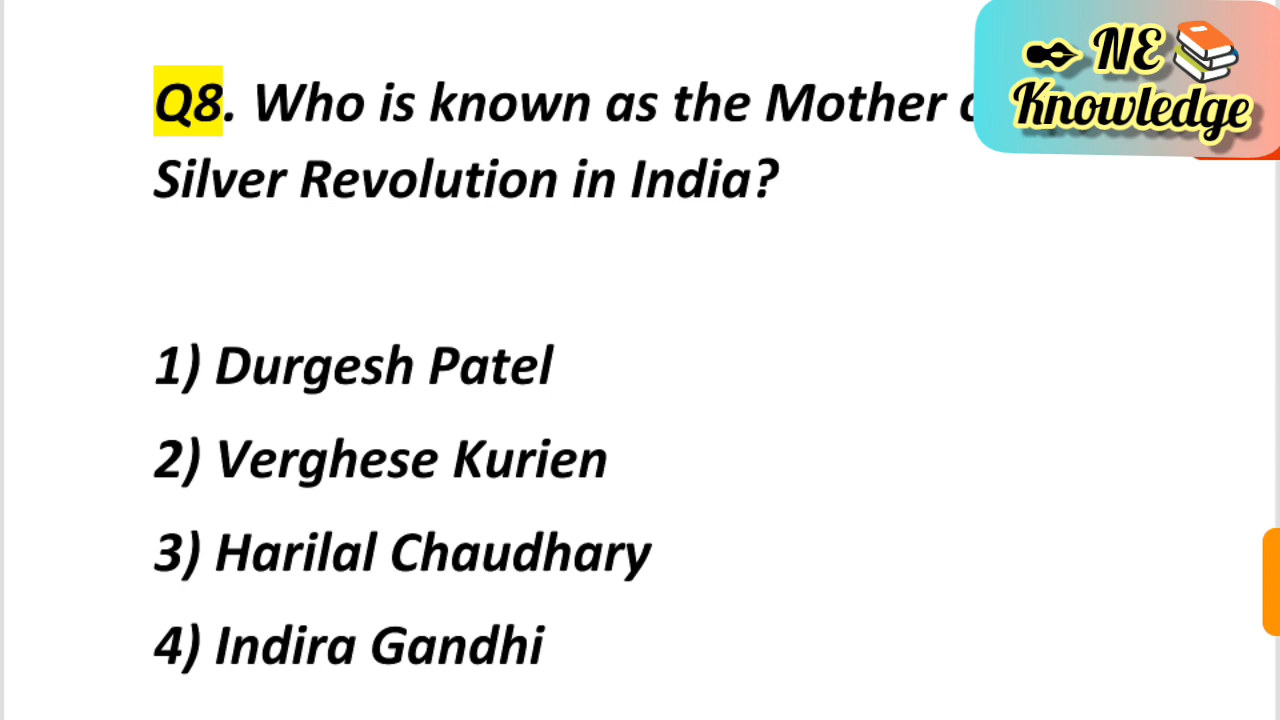 Q8. Who is known as the Mother
Silver Revolution in India?
1) Durgesh Patel
2) Verghese Kurien
3) Harilal Chaudhary
4) Indira Gandhi
NE
Knowledge